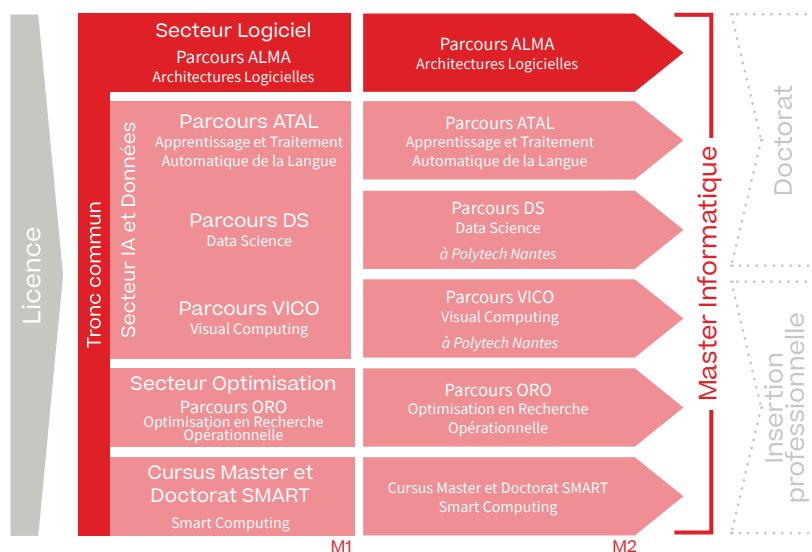 Licence
Tronc commun
Secteur Logiciel
Parcours ALMA
Architectures Logicielles
Parcours ALMA
Architectures Logicielles
Secteur IA et Données
Parcours ATAL
Apprentissage et Traitement
Automatique de la Langue
Parcours ATAL
Apprentissage et Traitement
Automatique de la Langue
Parcours DS
Data Science
Parcours DS
Data Science
à Polytech Nantes
Parcours VICO
Visual Computing
Parcours VICO
Visual Computing
à Polytech Nantes
Secteur Optimisation
Parcours ORO
Optimisation en Recherche
Opérationnelle
Parcours ORO
Optimisation en Recherche
Opérationnelle
Cursus Master et
Doctorat SMART
Smart Computing
Cursus Master et Doctorat SMART
Smart Computing
M1
M2
Master Informatique
Doctorat
Insertion
professionnelle